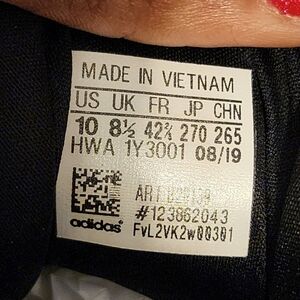 MADE IN VIETNAM
US UK FR JP CHN
10 8½ 42⅔ 270 265
HWA 1Y3001 08/19
ART
#123862043
FvL2VK2w00301
adidas